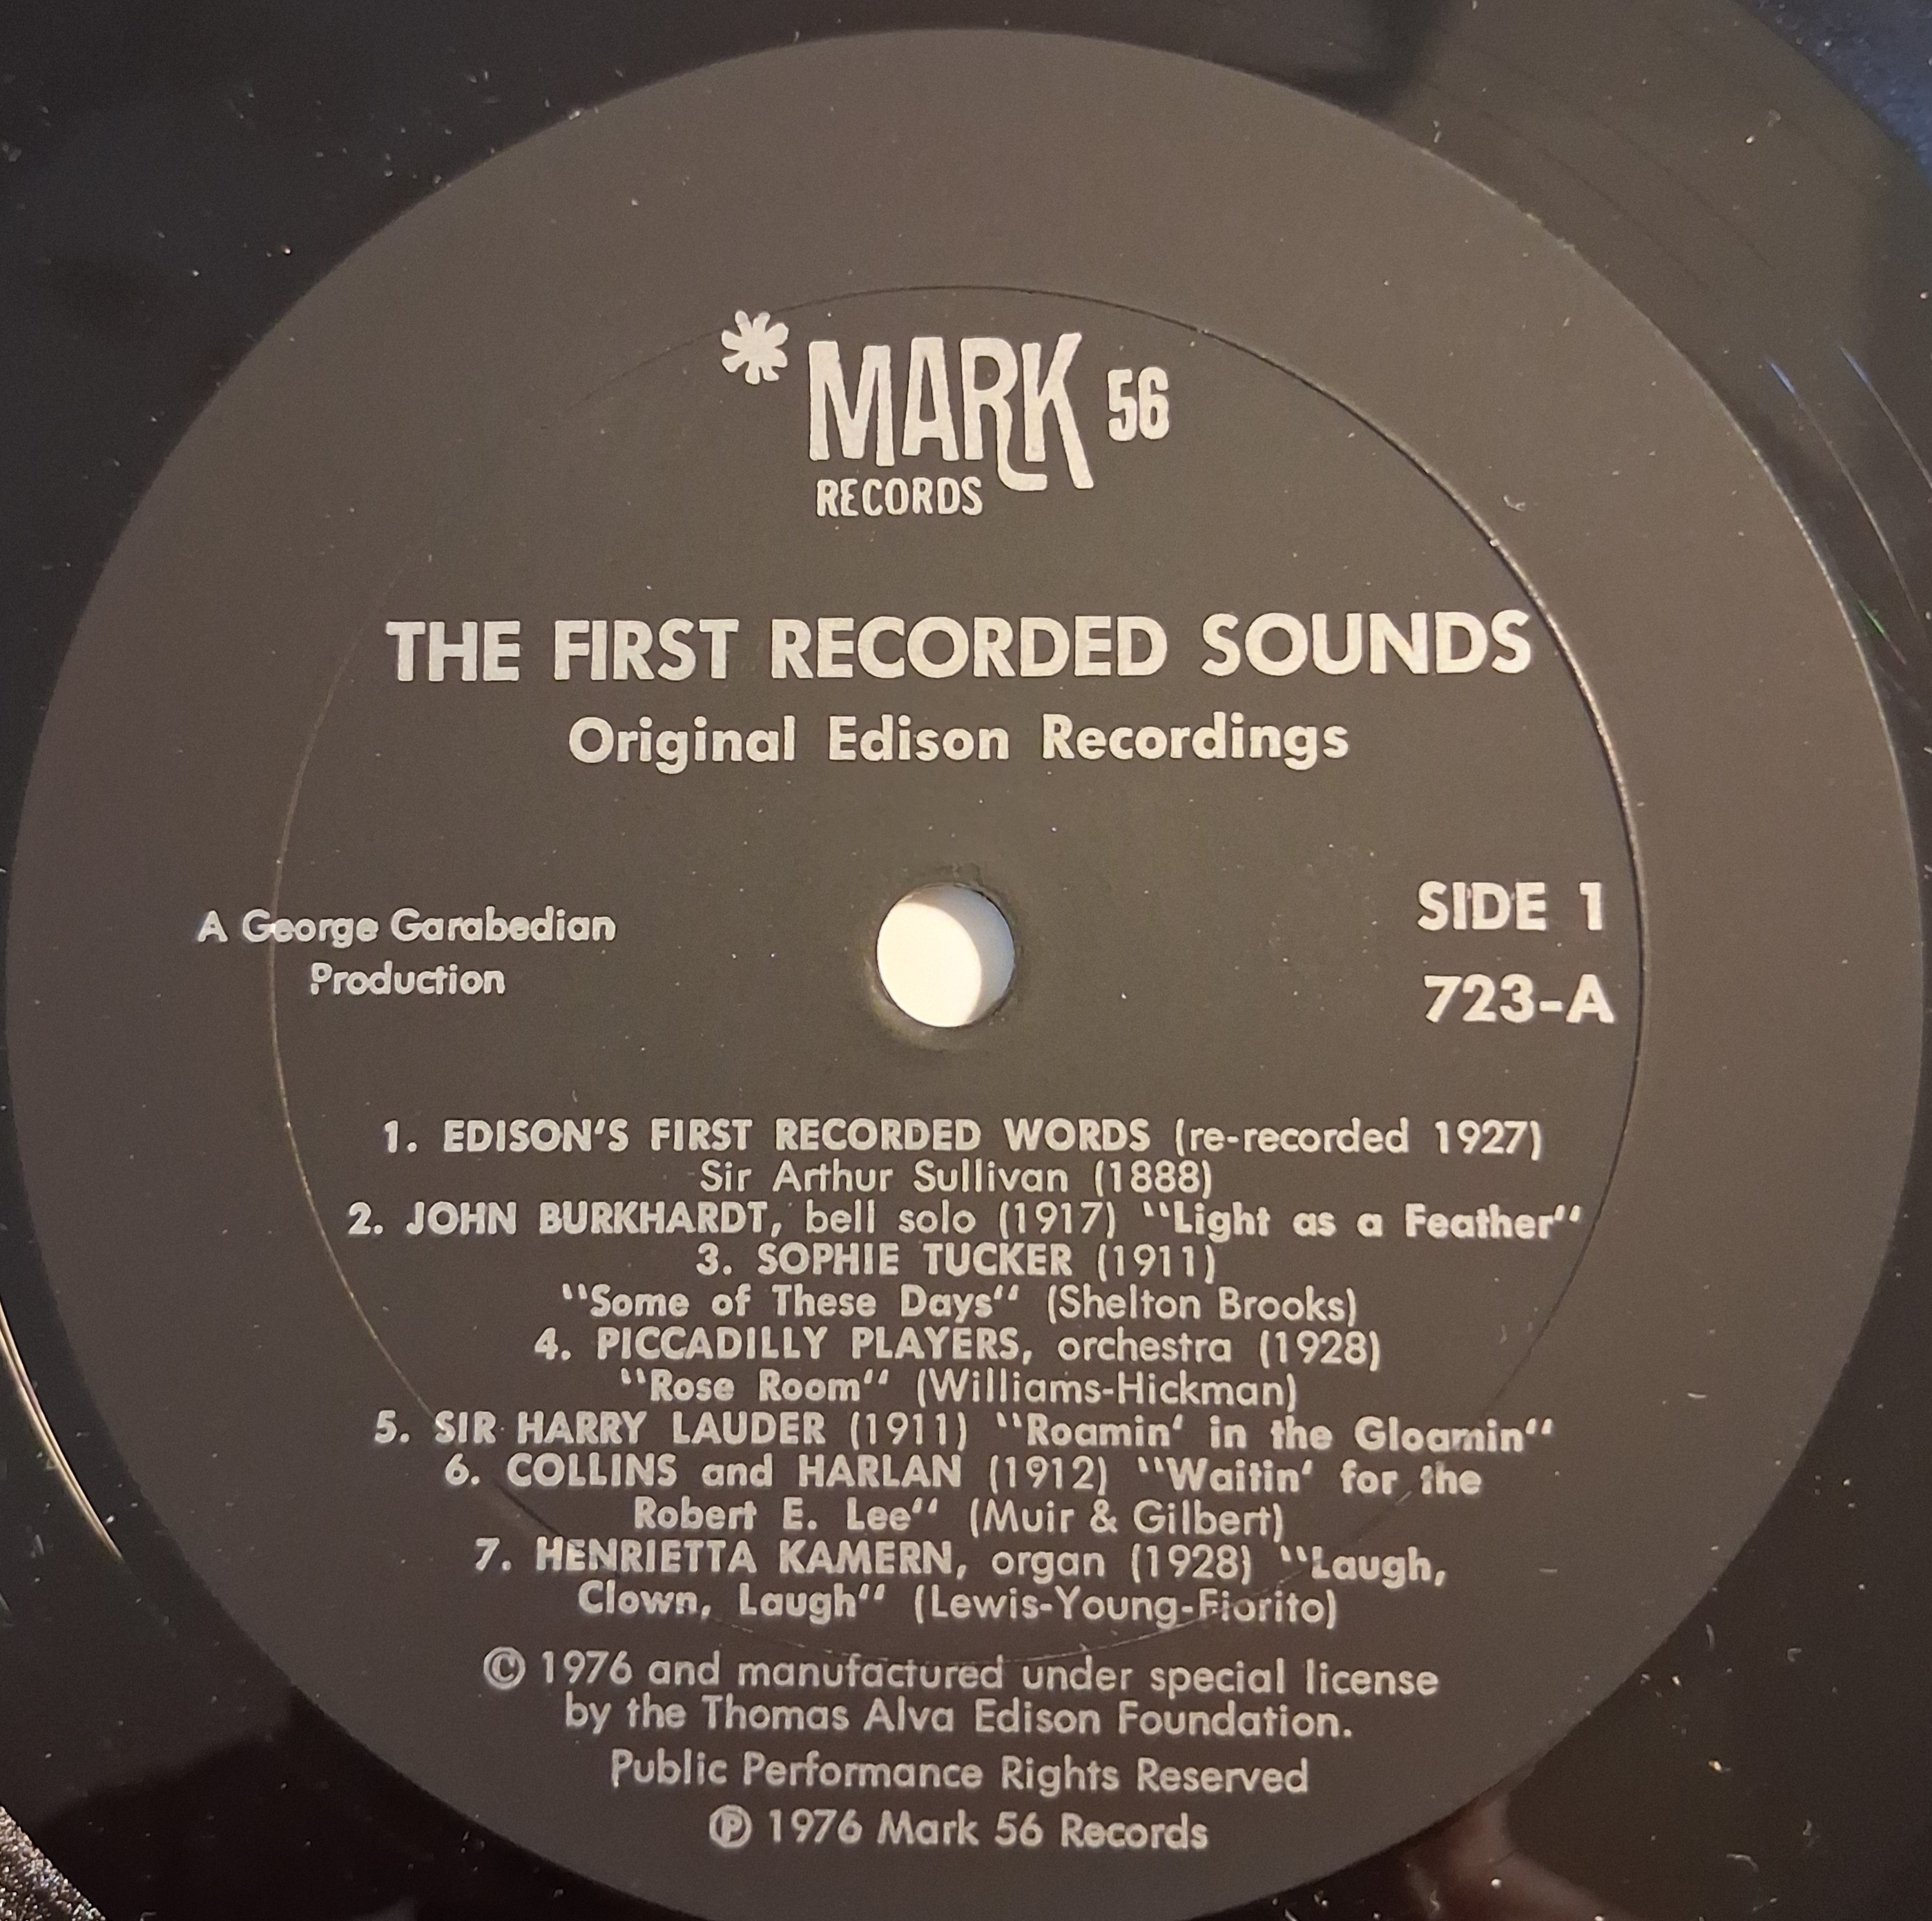 *MARK 56
RECORDS
THE FIRST RECORDED SOUNDS
Original Edison Recordings
A George Garabedian
Production
SIDE 1
723-A
1. EDISON'S FIRST RECORDED WORDS (re-recorded 1927)
Sir Arthur Sullivan (1888)
2. JOHN BURKHARDT, bell solo (1917) "Light as a Feather"
3. SOPHIE TUCKER (1911)
"Some of These Days" (Shelton Brooks)
4. PICCADILLY PLAYERS, orchestra (1928)
"Rose Room" (Williams-Hickman)
5. SIR HARRY LAUDER (1911) "Roamin' in the Gloamin"
6. COLLINS and HARLAN (1912) "Waitin' for the
Robert E. Lee" (Muir & Gilbert)
7. HENRIETTA KAMERN, organ (1928) "Laugh,
Clown, Laugh" (Lewis-Young-Fiorito)
© 1976 and manufactured under special license
by the Thomas Alva Edison Foundation.
Public Performance Rights Reserved
℗ 1976 Mark 56 Records